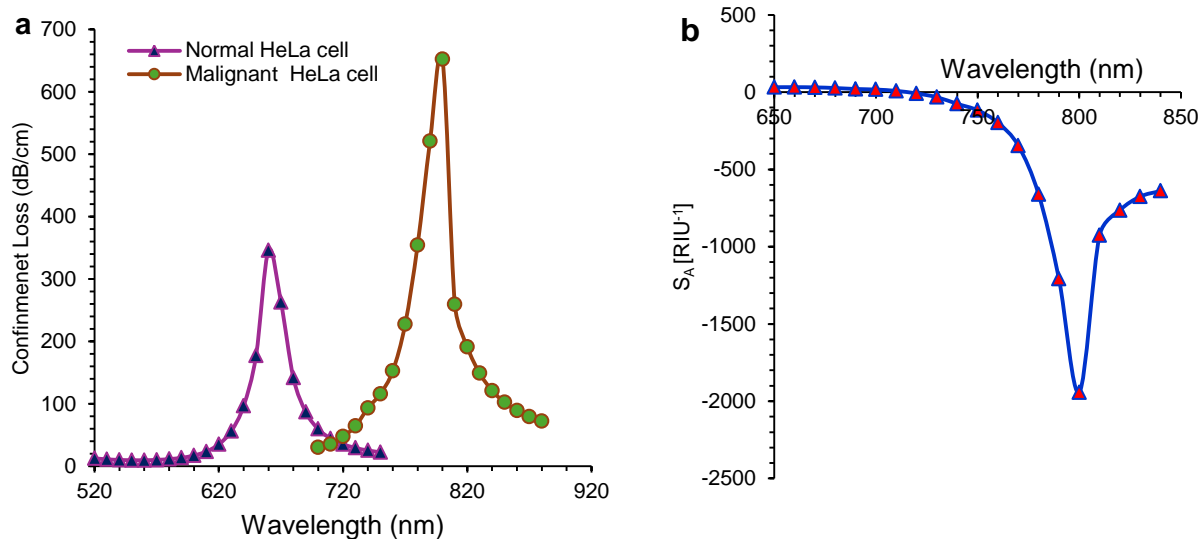 a
700
600
500
400
300
200
100
0
Confinmenet Loss (dB/cm)
Normal HeLa cell
Malignant HeLa cell
520 620 720 820 920
Wavelength (nm)
b
500
0
-500
-1000
-1500
-2000
-2500
S_A [RIU⁻¹]
Wavelength (nm)
650 700 750 800 850